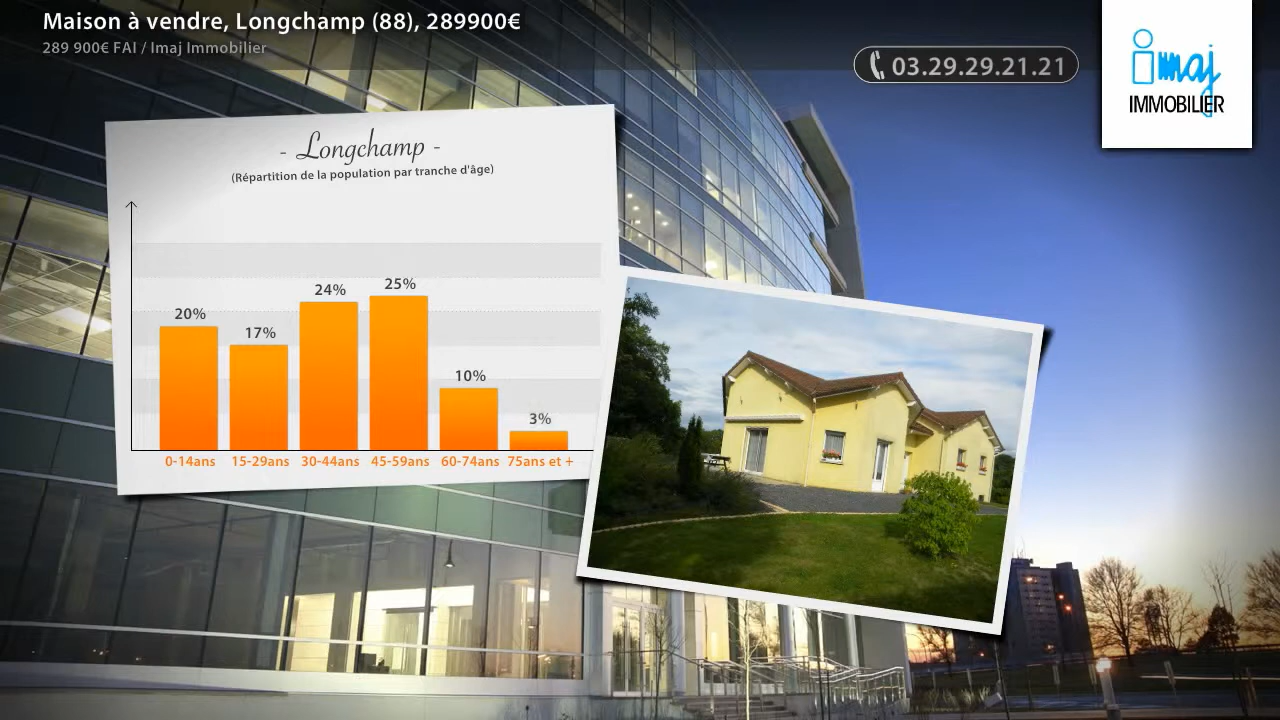 Maison à vendre, Longchamp (88), 289900€
289 900€ FAI / Imaj Immobilier
03.29.29.21.21
imaj
IMMOBILIER
- Longchamp -
(Répartition de la population par tranche d'âge)
20%
17%
24%
25%
10%
3%
0-14ans
15-29ans
30-44ans
45-59ans
60-74ans
75ans et +